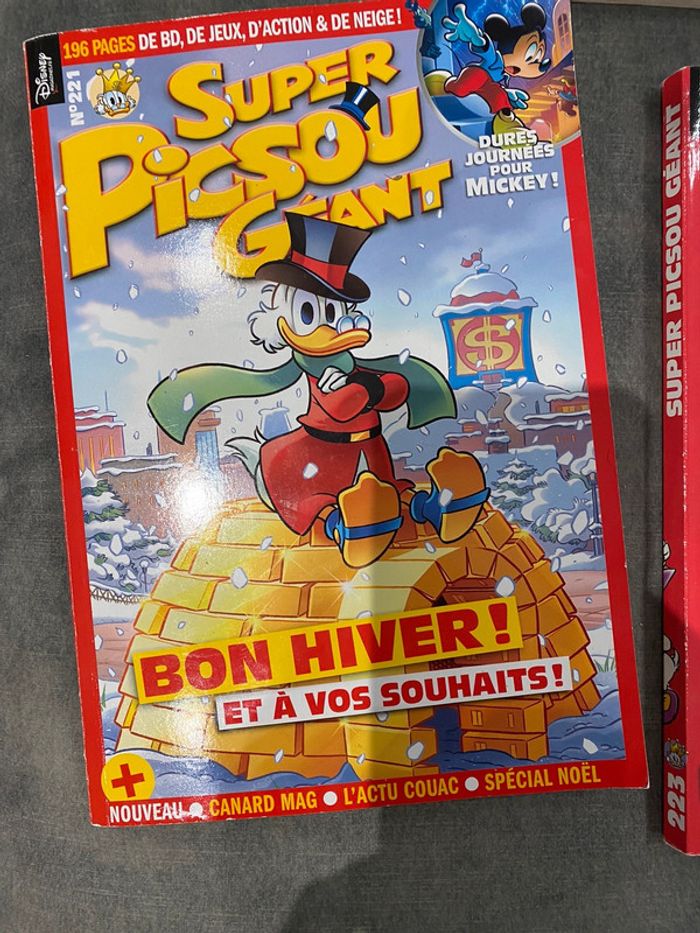 196 PAGES DE BD, DE JEUX, D'ACTION & DE NEIGE !
Disney
N°221
SUPER
PICSOU
GÉANT
DURES
JOURNÉES
POUR
MICKEY !
$
BON HIVER !
ET À VOS SOUHAITS !
+
NOUVEAU ● CANARD MAG ● L'ACTU COUAC ● SPÉCIAL NOËL
SUPER PICSOU GÉANT
223